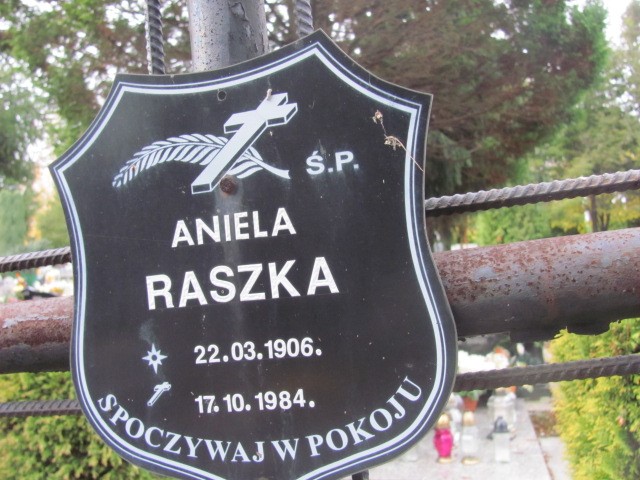 Ś.P.
ANIELA
RASZKA
22.03.1906.
17.10.1984.
SPOCZYWAJ W POKOJU